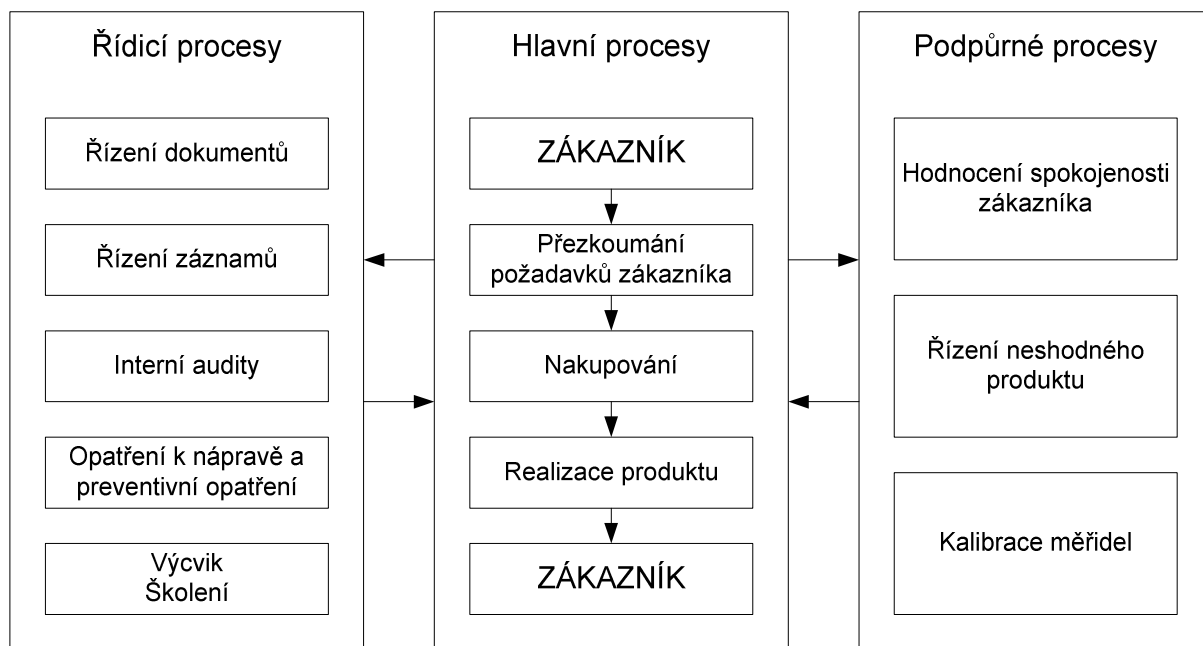 Řídicí procesy
Řízení dokumentů
Řízení záznamů
Interní audity
Opatření k nápravě a
preventivní opatření
Výcvik
Školení
Hlavní procesy
ZÁKAZNÍK
Přezkoumání
požadavků zákazníka
Nakupování
Realizace produktu
ZÁKAZNÍK
Podpůrné procesy
Hodnocení spokojenosti
zákazníka
Řízení neshodného
produktu
Kalibrace měřidel